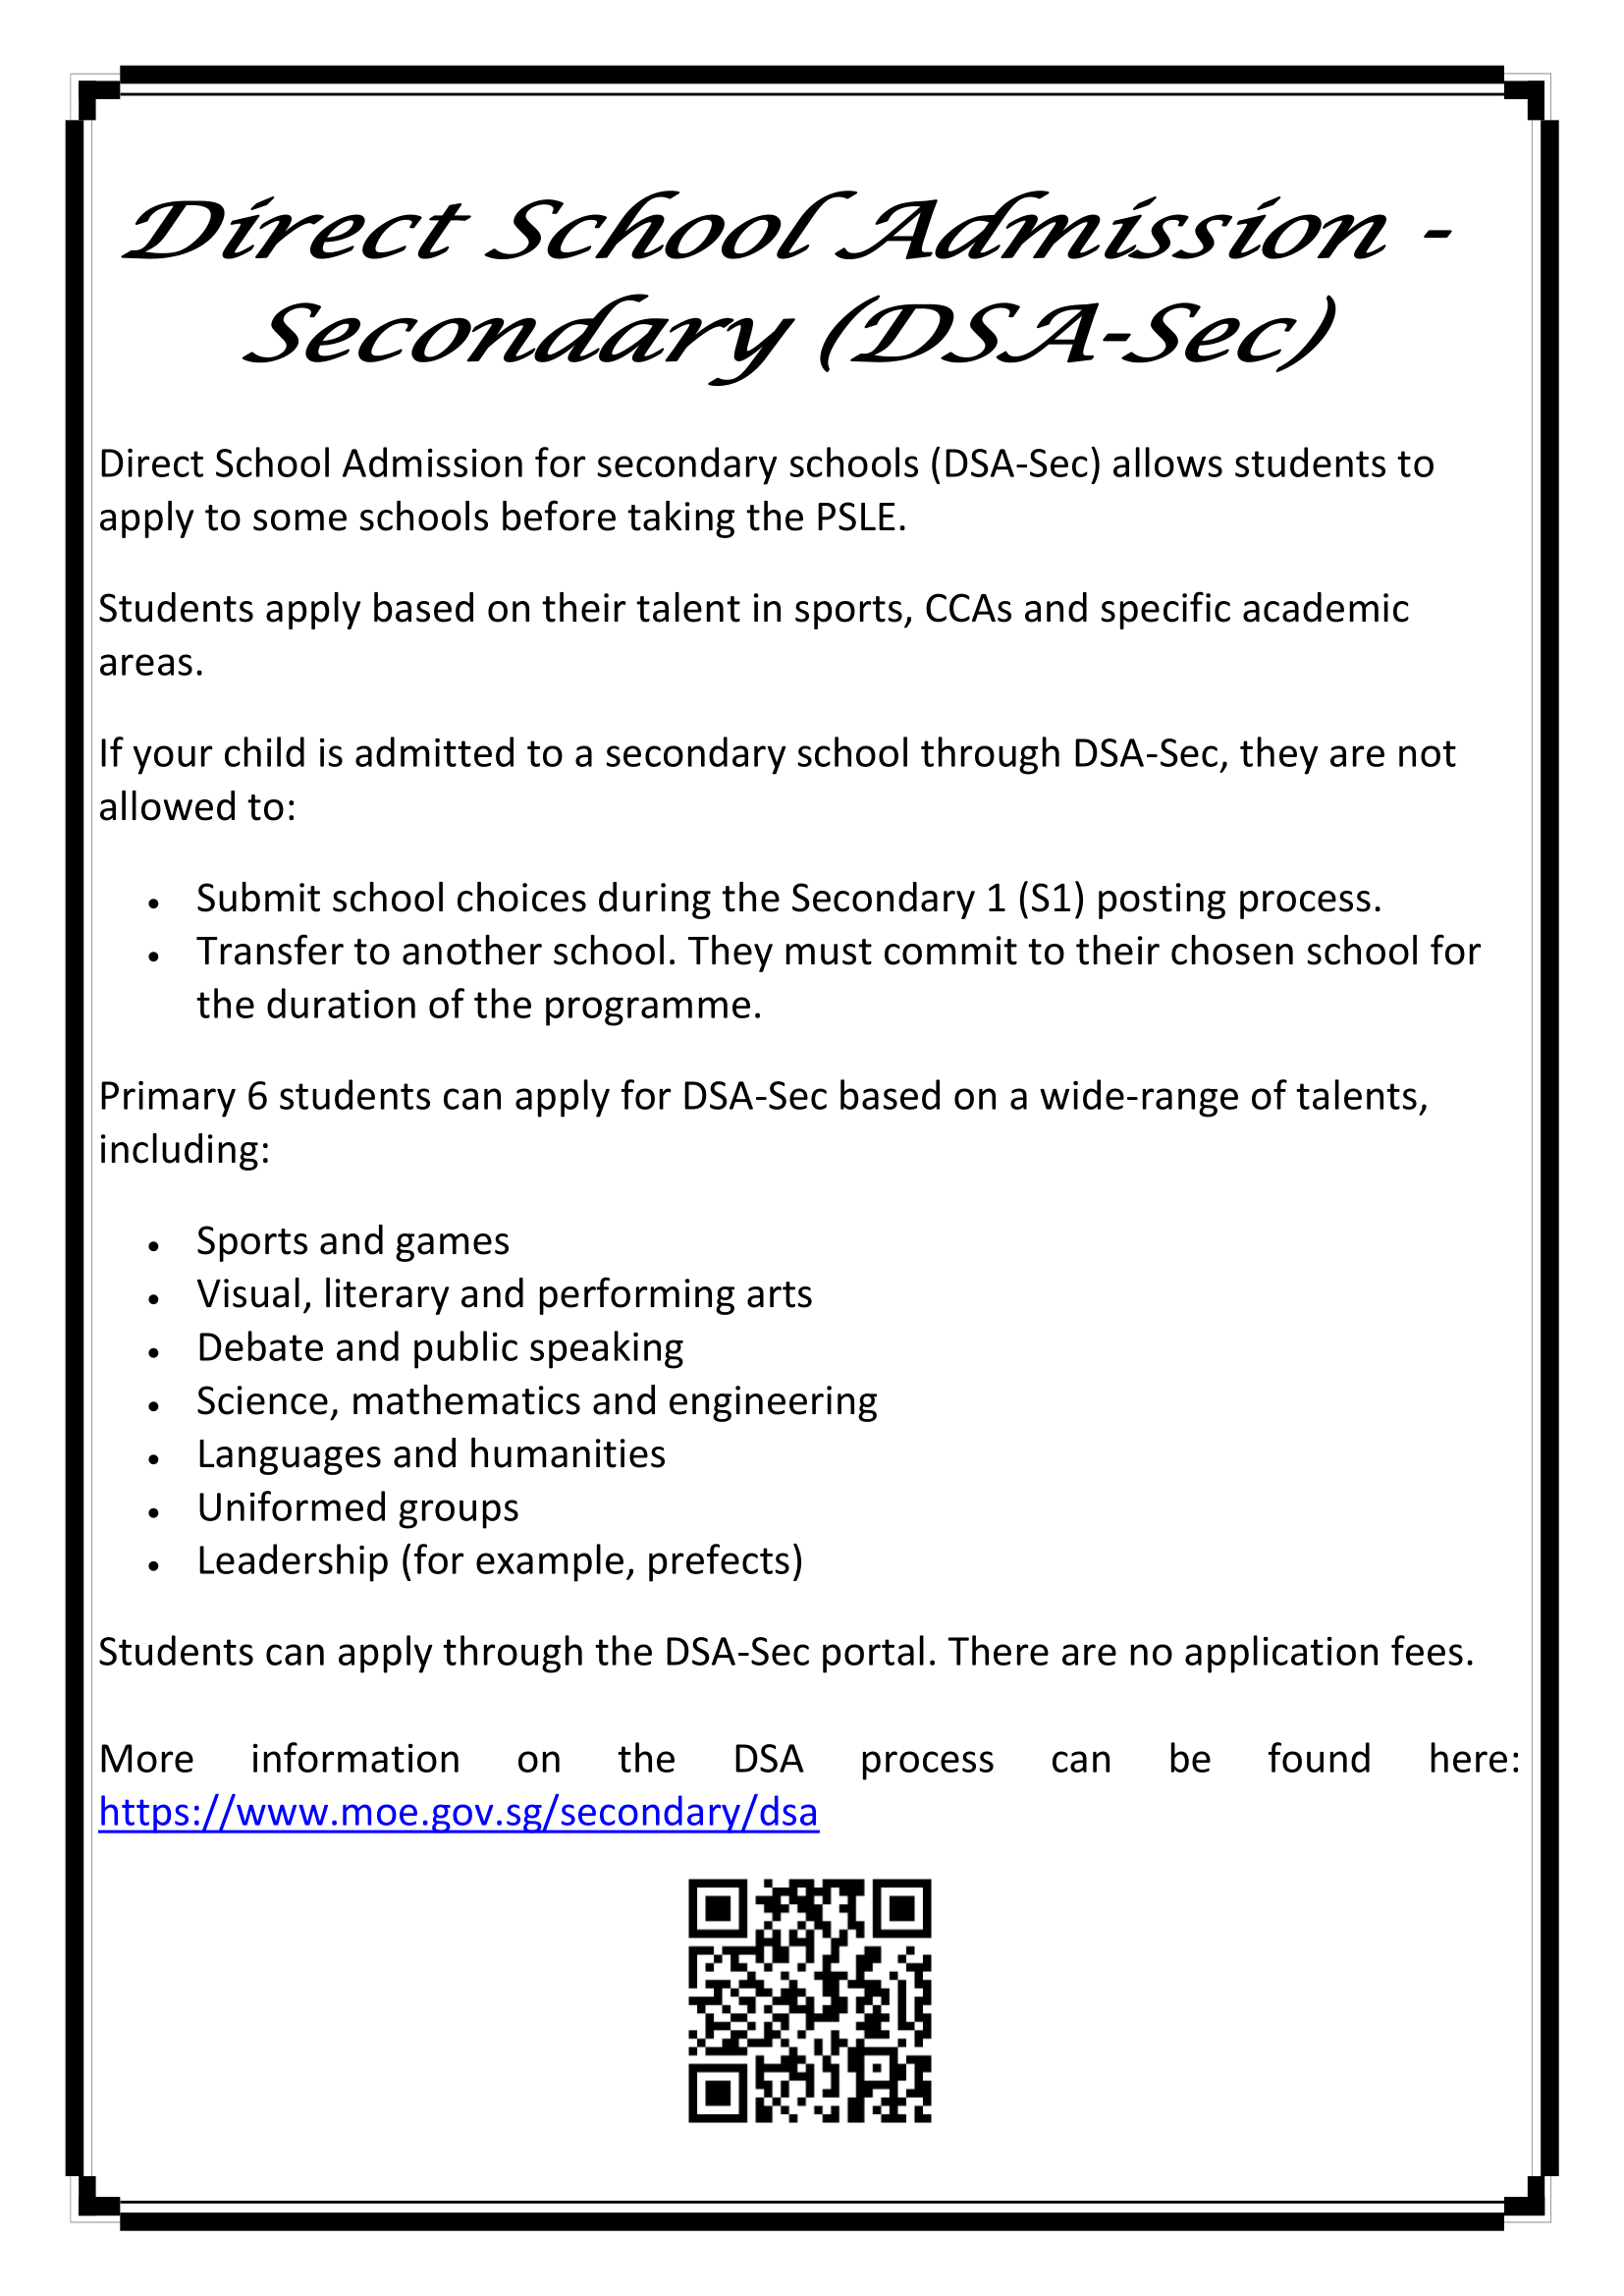 Direct School Admission -
Secondary (DSA-Sec)
Direct School Admission for secondary schools (DSA-Sec) allows students to
apply to some schools before taking the PSLE.
Students apply based on their talent in sports, CCAs and specific academic
areas.
If your child is admitted to a secondary school through DSA-Sec, they are not
allowed to:
• Submit school choices during the Secondary 1 (S1) posting process.
• Transfer to another school. They must commit to their chosen school for
the duration of the programme.
Primary 6 students can apply for DSA-Sec based on a wide-range of talents,
including:
• Sports and games
• Visual, literary and performing arts
• Debate and public speaking
• Science, mathematics and engineering
• Languages and humanities
• Uniformed groups
• Leadership (for example, prefects)
Students can apply through the DSA-Sec portal. There are no application fees.
More information on the DSA process can be found here:
https://www.moe.gov.sg/secondary/dsa